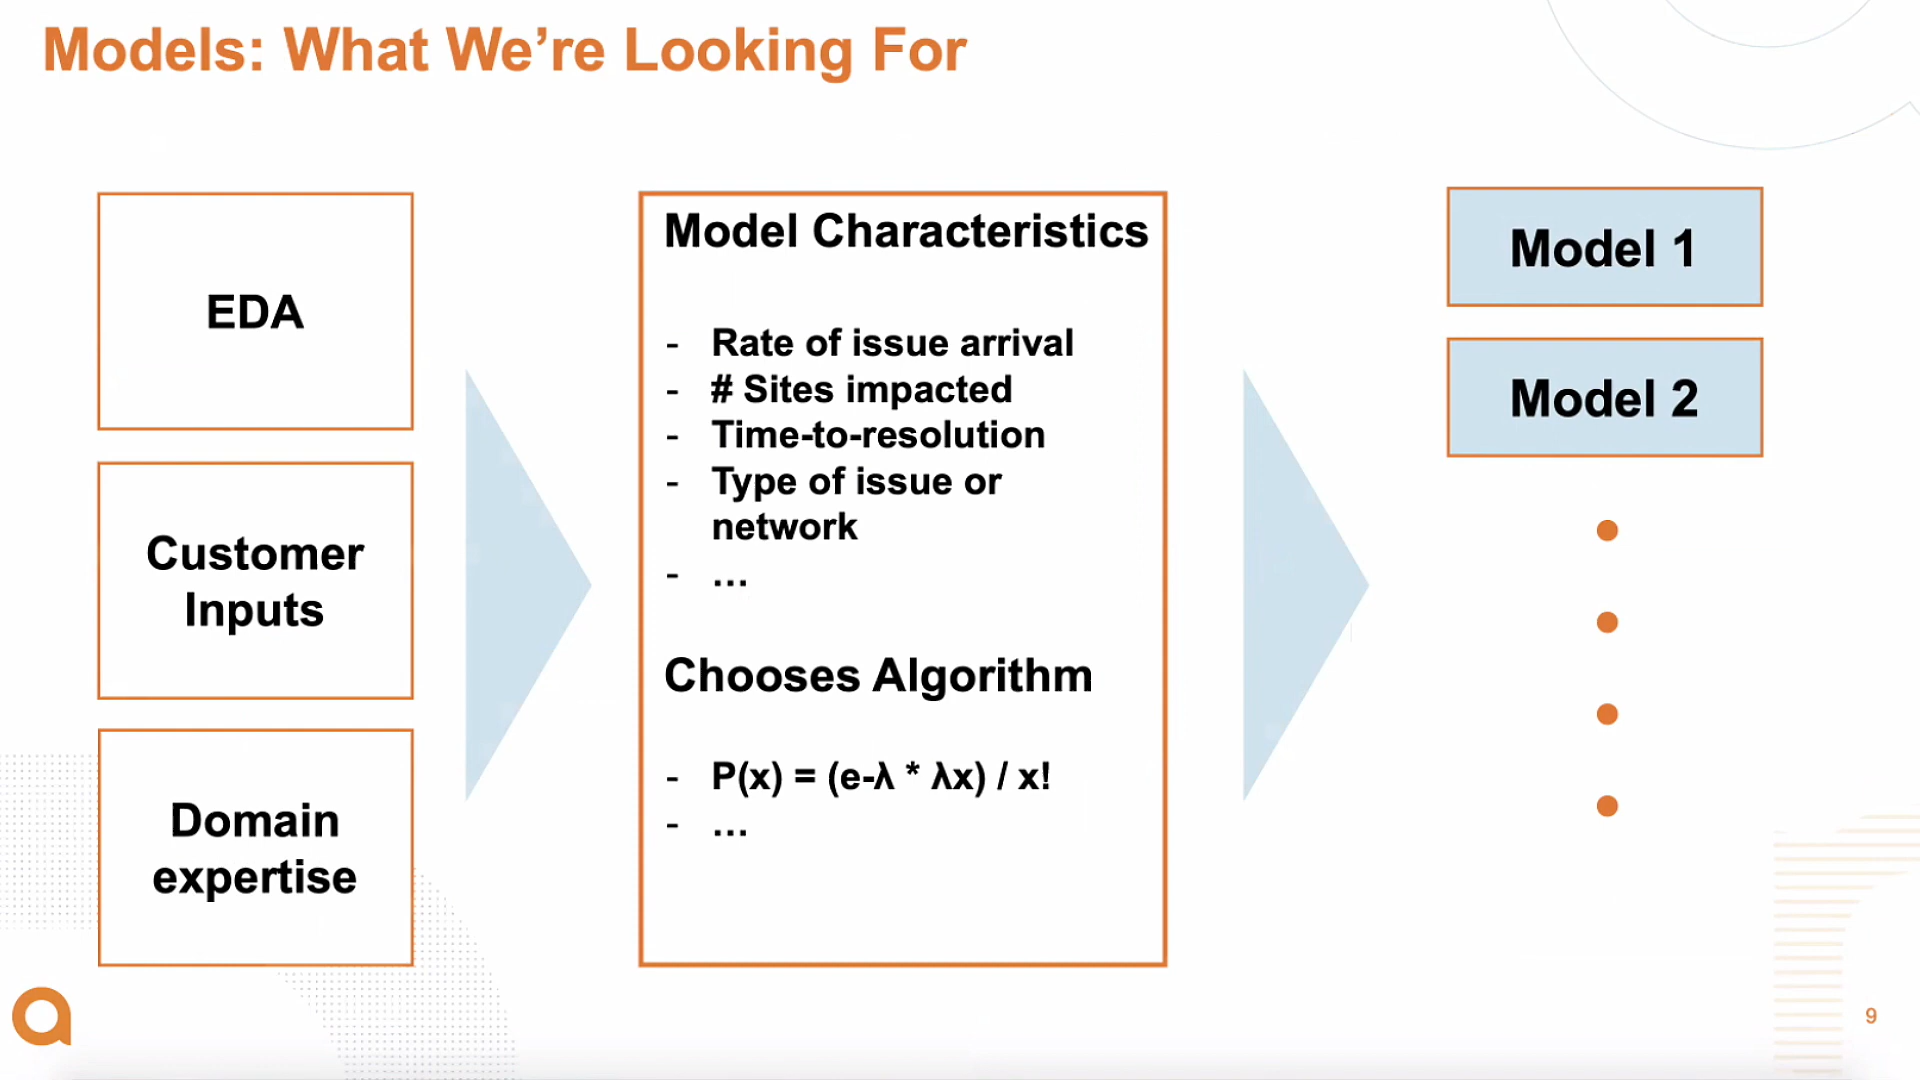 Models: What We’re Looking For
EDA
Customer
Inputs
Domain
expertise
Model Characteristics
- Rate of issue arrival
- # Sites impacted
- Time-to-resolution
- Type of issue or
network
- ...
Chooses Algorithm
- P(x) = (e-λ * λx) / x!
- ...
Model 1
Model 2
9